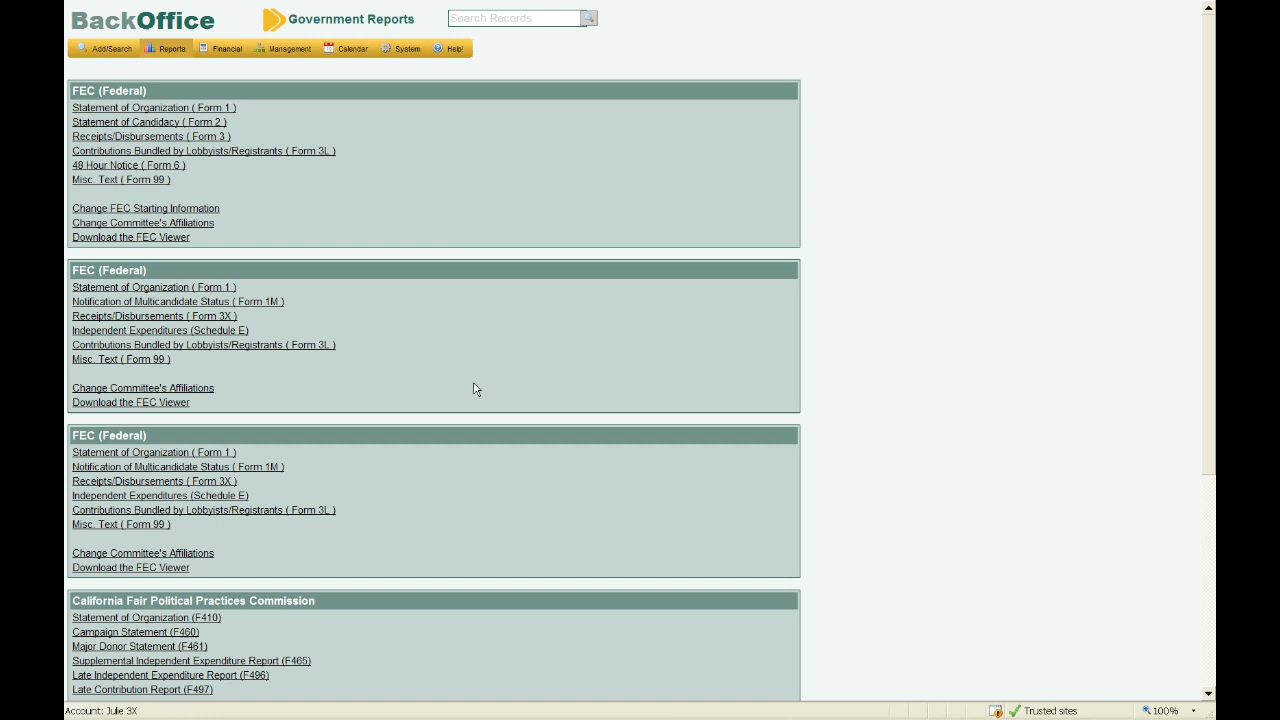 BackOffice
Government Reports
Search Records
Add/Search Reports Financial Management Calendar System Help!
FEC (Federal)
Statement of Organization ( Form 1 )
Statement of Candidacy ( Form 2 )
Receipts/Disbursements ( Form 3 )
Contributions Bundled by Lobbyists/Registrants ( Form 3L )
48 Hour Notice ( Form 6 )
Misc. Text ( Form 99 )
Change FEC Starting Information
Change Committee's Affiliations
Download the FEC Viewer
FEC (Federal)
Statement of Organization ( Form 1 )
Notification of Multicandidate Status ( Form 1M )
Receipts/Disbursements ( Form 3X )
Independent Expenditures (Schedule E)
Contributions Bundled by Lobbyists/Registrants ( Form 3L )
Misc. Text ( Form 99 )
Change Committee's Affiliations
Download the FEC Viewer
FEC (Federal)
Statement of Organization ( Form 1 )
Notification of Multicandidate Status ( Form 1M )
Receipts/Disbursements ( Form 3X )
Independent Expenditures (Schedule E)
Contributions Bundled by Lobbyists/Registrants ( Form 3L )
Misc. Text ( Form 99 )
Change Committee's Affiliations
Download the FEC Viewer
California Fair Political Practices Commission
Statement of Organization (F410)
Campaign Statement (F460)
Major Donor Statement (F461)
Supplemental Independent Expenditure Report (F465)
Late Independent Expenditure Report (F496)
Late Contribution Report (F497)
Account: Julie 3X
Trusted sites
100%